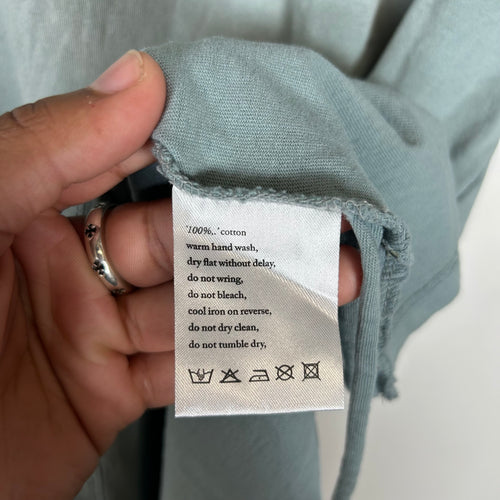 '100%,.' cotton
warm hand wash,
dry flat without delay,
do not wring,
do not bleach,
cool iron on reverse,
do not dry clean,
do not tumble dry,